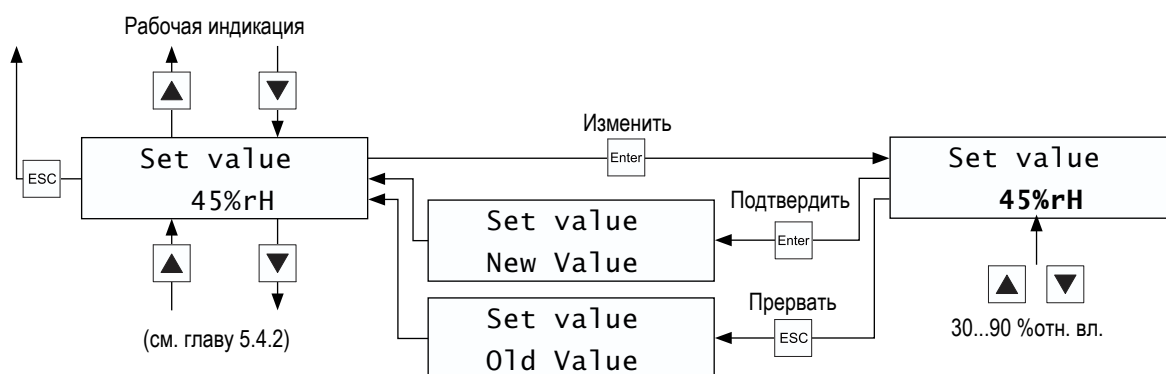 Рабочая индикация
ESC
Set value
45%rH
(см. главу 5.4.2)
Изменить
Enter
Set value
New Value
Подтвердить
Enter
Set value
Old Value
Прервать
ESC
Set value
45%rH
30...90 %отн. вл.